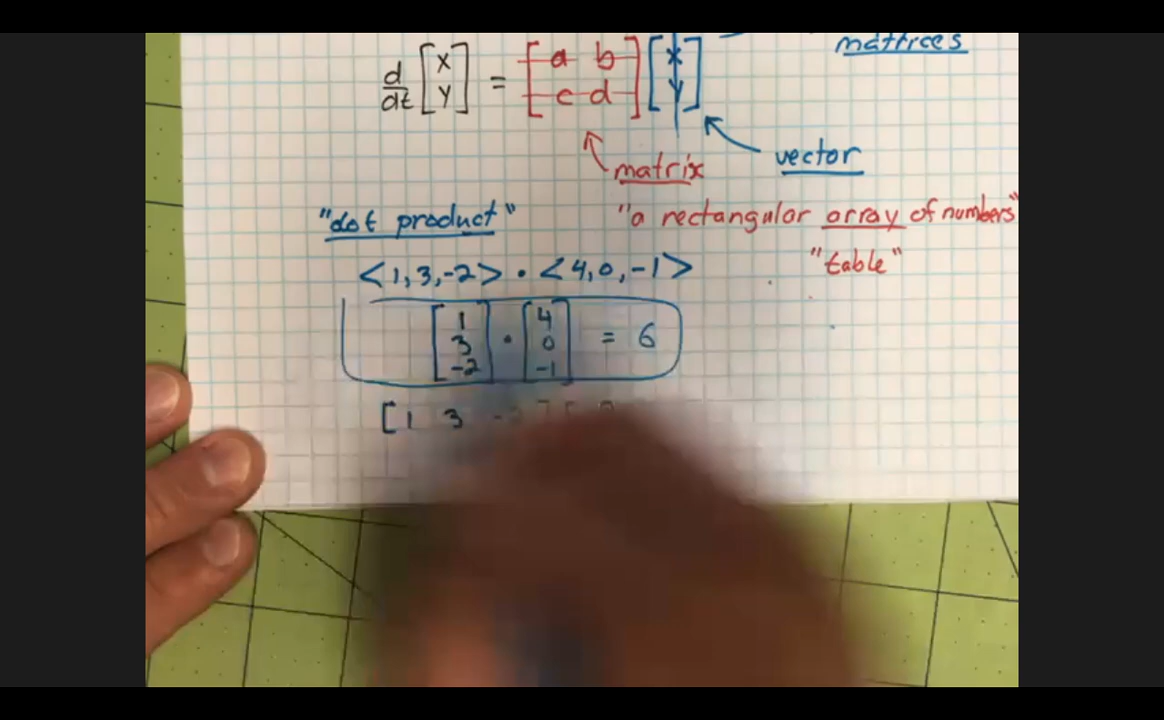 mattrices
d/dt [x y] = [a b c d] [x y]
matrix
vector
"dot product"
"a rectangular array of numbers"
"table"
<1, 3, -2> • <4, 0, -1>
[1 3 -2] • [4 0 -1] = 6
[1 3